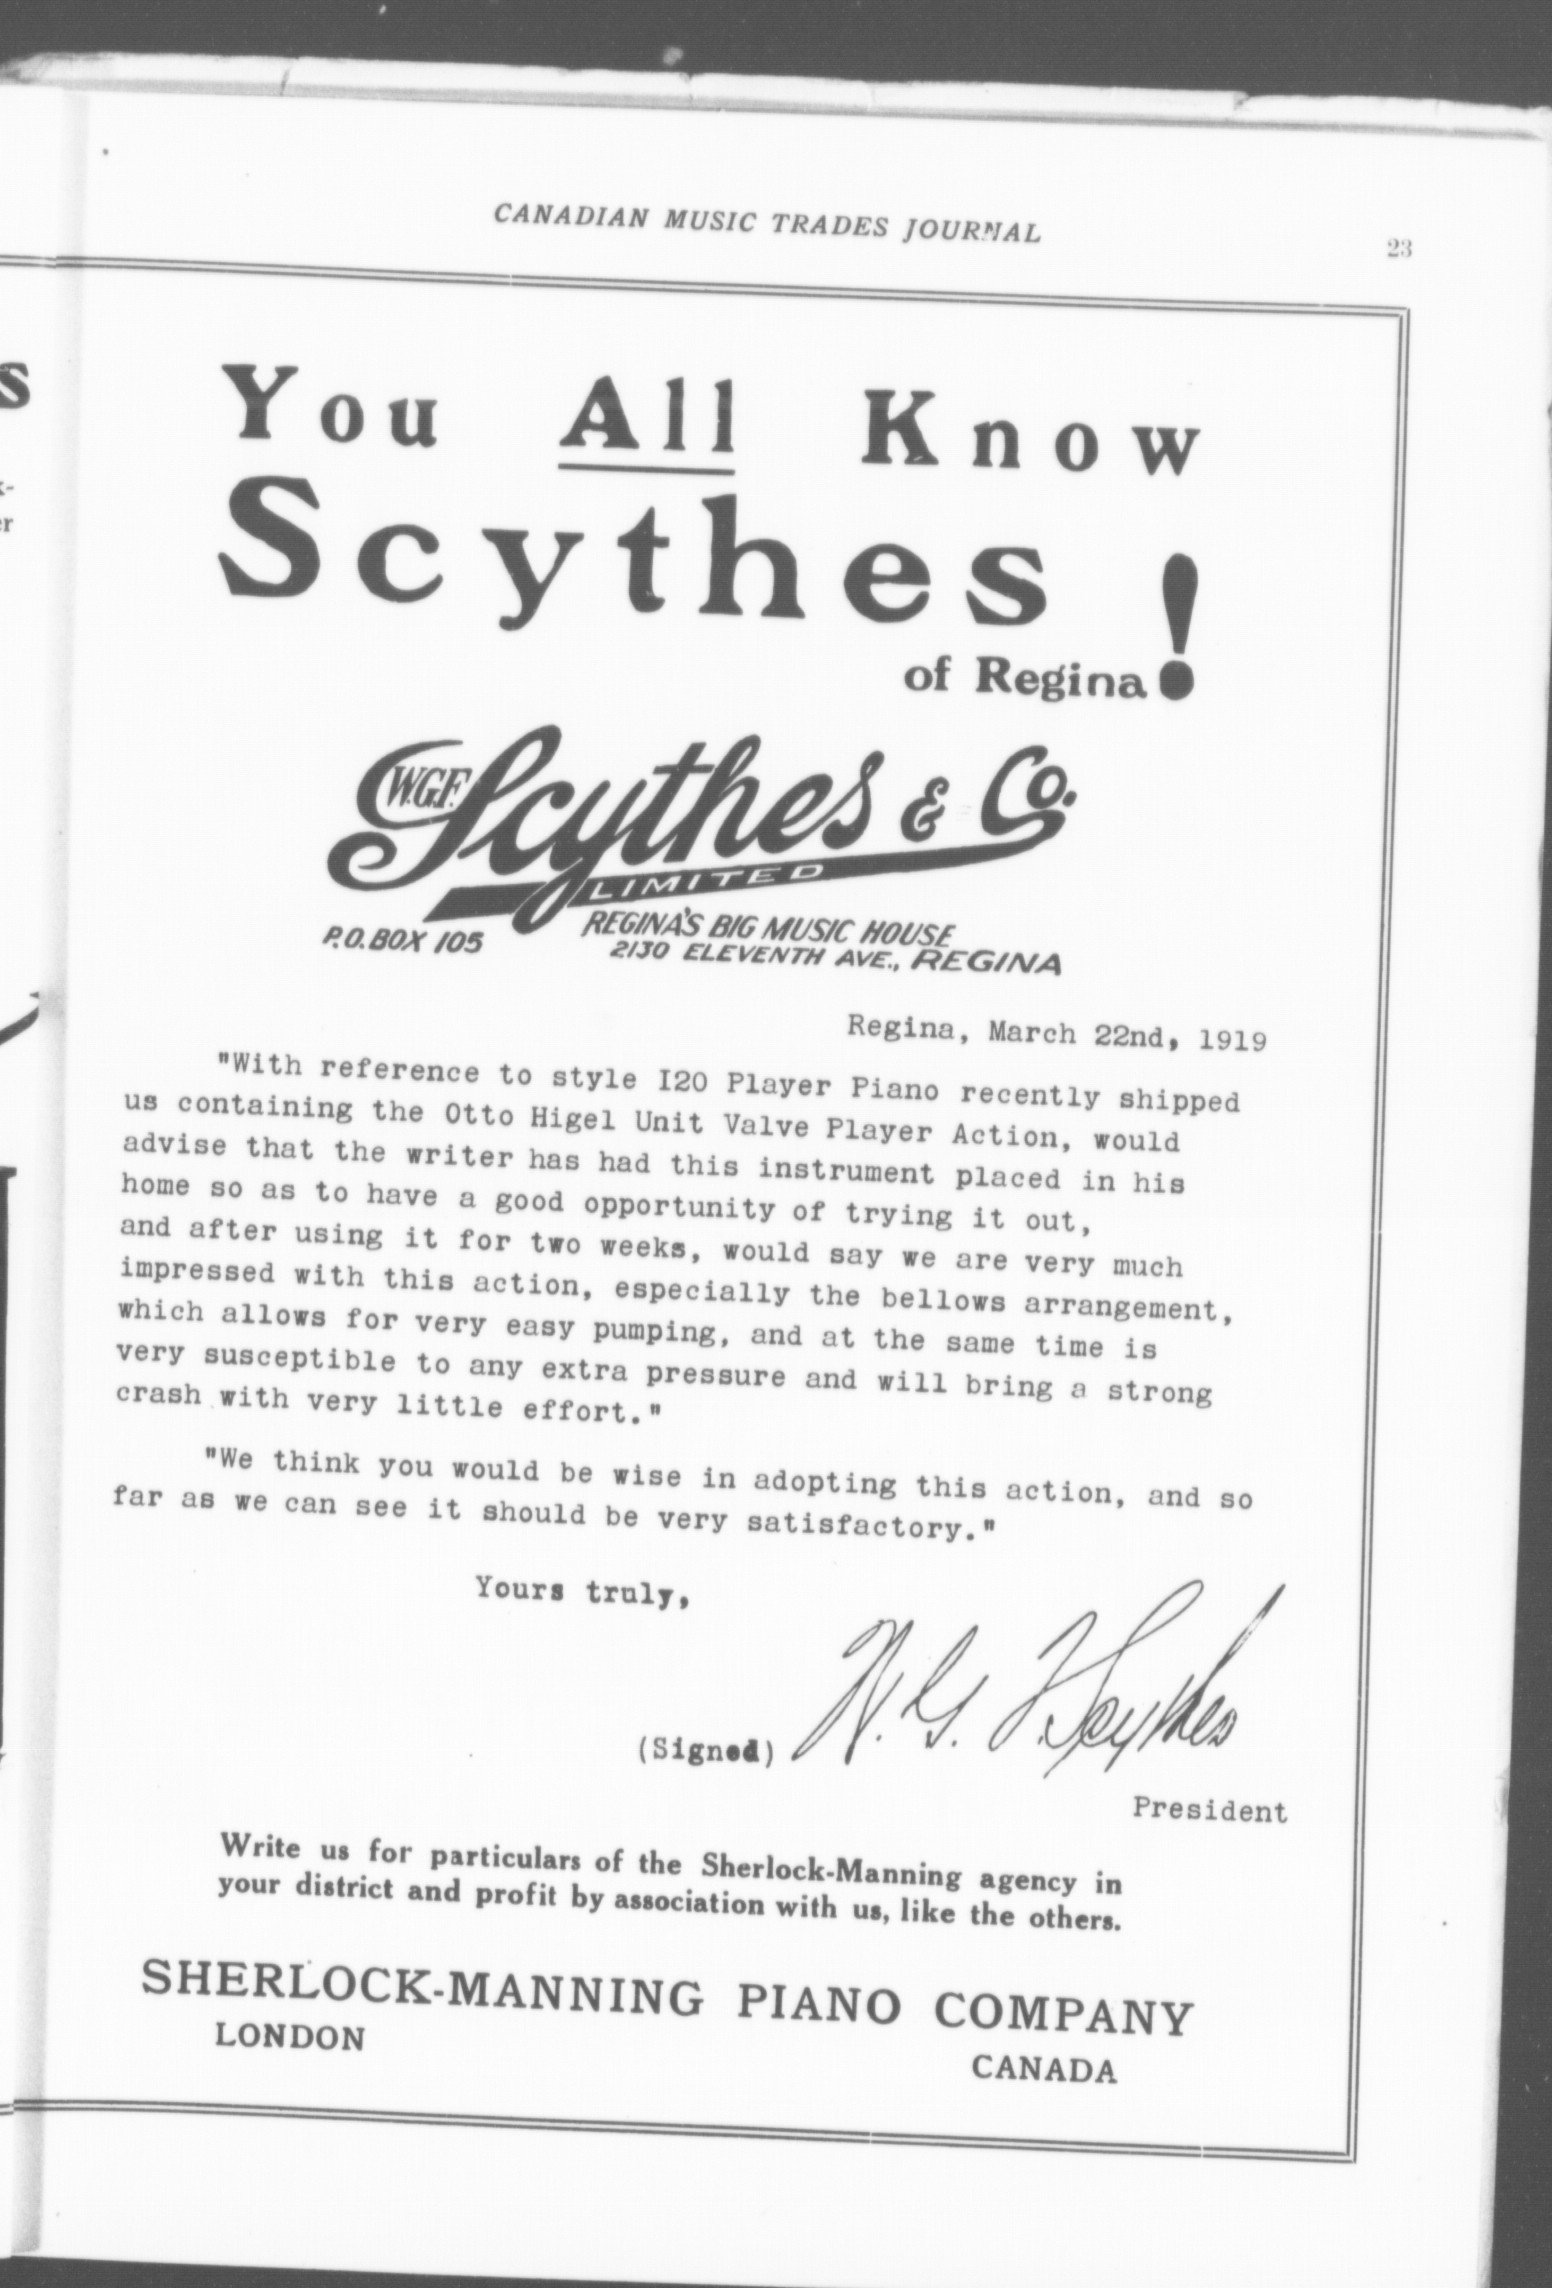 CANADIAN MUSIC TRADES JOURNAL
23
s
k-
er
You All Know
Scythes !
of Regina
W.G.F. Scythes & Co.
LIMITED
P.O. BOX 105
REGINA'S BIG MUSIC HOUSE
2130 ELEVENTH AVE., REGINA
Regina, March 22nd, 1919
"With reference to style I20 Player Piano recently shipped
us containing the Otto Higel Unit Valve Player Action, would
advise that the writer has had this instrument placed in his
home so as to have a good opportunity of trying it out,
and after using it for two weeks, would say we are very much
impressed with this action, especially the bellows arrangement,
which allows for very easy pumping, and at the same time is
very susceptible to any extra pressure and will bring a strong
crash with very little effort."
"We think you would be wise in adopting this action, and so
far as we can see it should be very satisfactory."
Yours truly,
(Signed) W. G. F. Scythes
President
Write us for particulars of the Sherlock-Manning agency in
your district and profit by association with us, like the others.
SHERLOCK-MANNING PIANO COMPANY
LONDON
CANADA